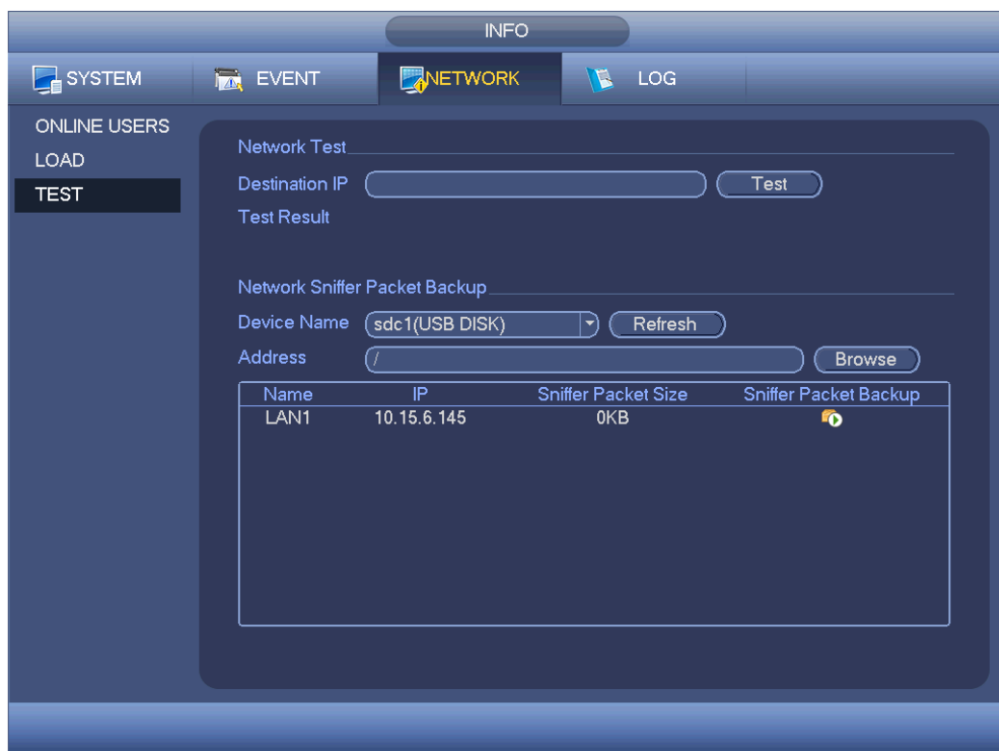 INFO
SYSTEM EVENT NETWORK LOG
ONLINE USERS
LOAD
TEST
Network Test
Destination IP Test
Test Result
Network Sniffer Packet Backup
Device Name sdc1(USB DISK) Refresh
Address / Browse
Name IP Sniffer Packet Size Sniffer Packet Backup
LAN1 10.15.6.145 0KB